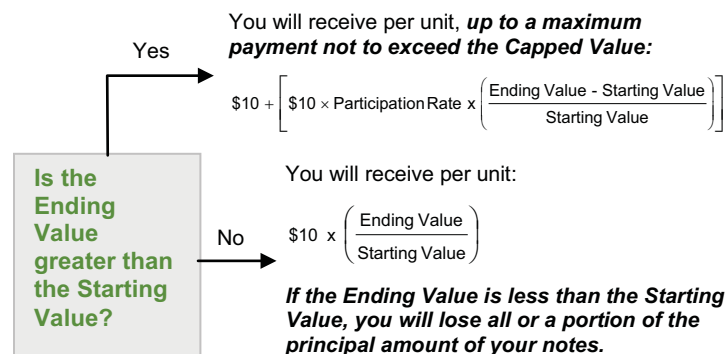 You will receive per unit, up to a maximum
payment not to exceed the Capped Value:
Yes
$10 + [ $10 × Participation Rate x ( Ending Value - Starting Value / Starting Value ) ]
Is the
Ending
Value
greater than
the Starting
Value?
No
You will receive per unit:
$10 x ( Ending Value / Starting Value )
If the Ending Value is less than the Starting
Value, you will lose all or a portion of the
principal amount of your notes.